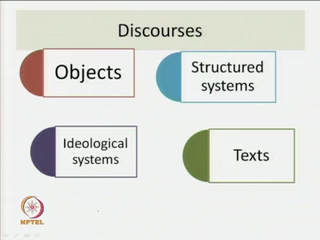 Discourses
Objects
Structured
systems
Ideological
systems
Texts
NPTEL